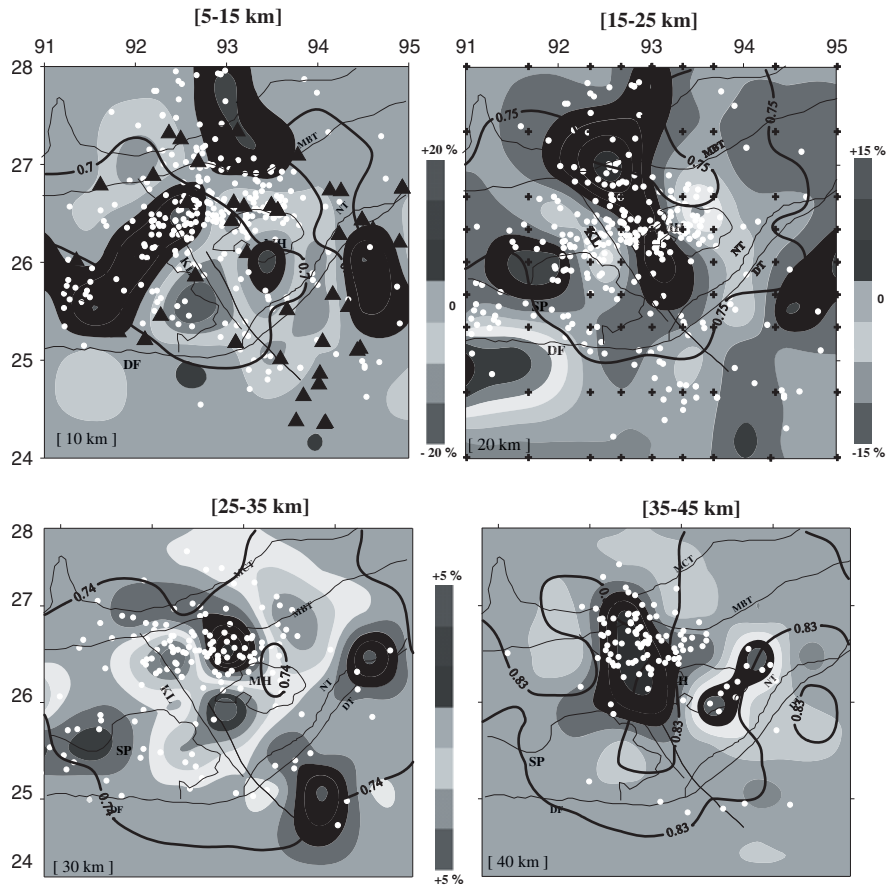 [5-15 km]
[15-25 km]
91 92 93 94 95
91 92 93 94 95
28
27
26
25
24
0.7
MBT
NT
MH
KL
0.7
DF
[ 10 km ]
+20 %
0
- 20 %
0.75
0.75
MBT
0.75
KL
NT
DT
SP
0.75
DF
[ 20 km ]
+15 %
0
-15 %
[25-35 km]
[35-45 km]
28
27
26
25
24
MCT
0.74
MBT
MH
0.74
KL
NT
DT
SP
0.74
0.74
DF
[ 30 km ]
+5 %
+5 %
MCT
MBT
0.83
0.83
H
NT
0.83
0.83
SP
DF
0.83
[ 40 km ]